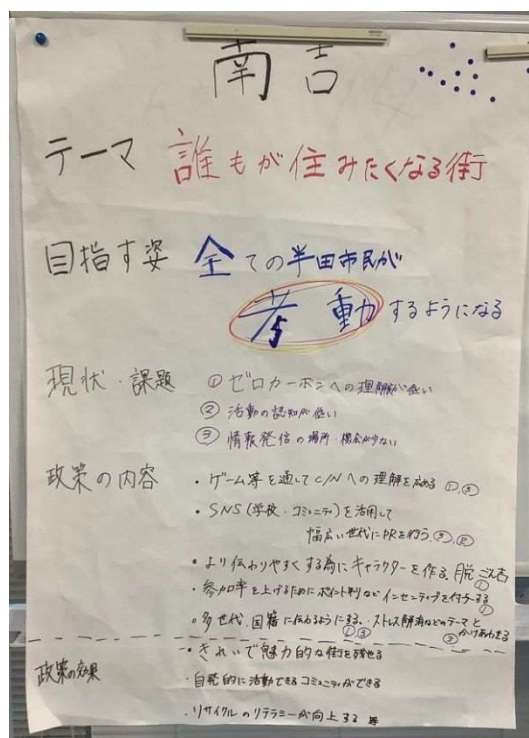 南吉
テーマ 誰もが住みたくなる街
目指す姿 全ての半田市民が
考動するようになる
現状・課題 ①ゼロカーボンへの理解が低い
②活動の認知が低い
③情報発信の場所・機会が少ない
政策の内容 ・ゲーム等を通してC/Nへの理解を広める①,③
・SNS(学校・コミュニティ)を活用して
幅広い世代にPRを行う,③,②
・より伝わりやすくする為にキャラクターを作る,脱
①
・参加率を上げるためにポイント制などインセンティブを付与する
①
・多世代、国籍に伝わるようにする,・ストレス解消などのテーマと
①③ ②かけあわせる
・きれいで魅力的な街を残せる
政策の効果
・自発的に活動できるコミュニティができる
・リサイクルのリテラシーが向上する 等